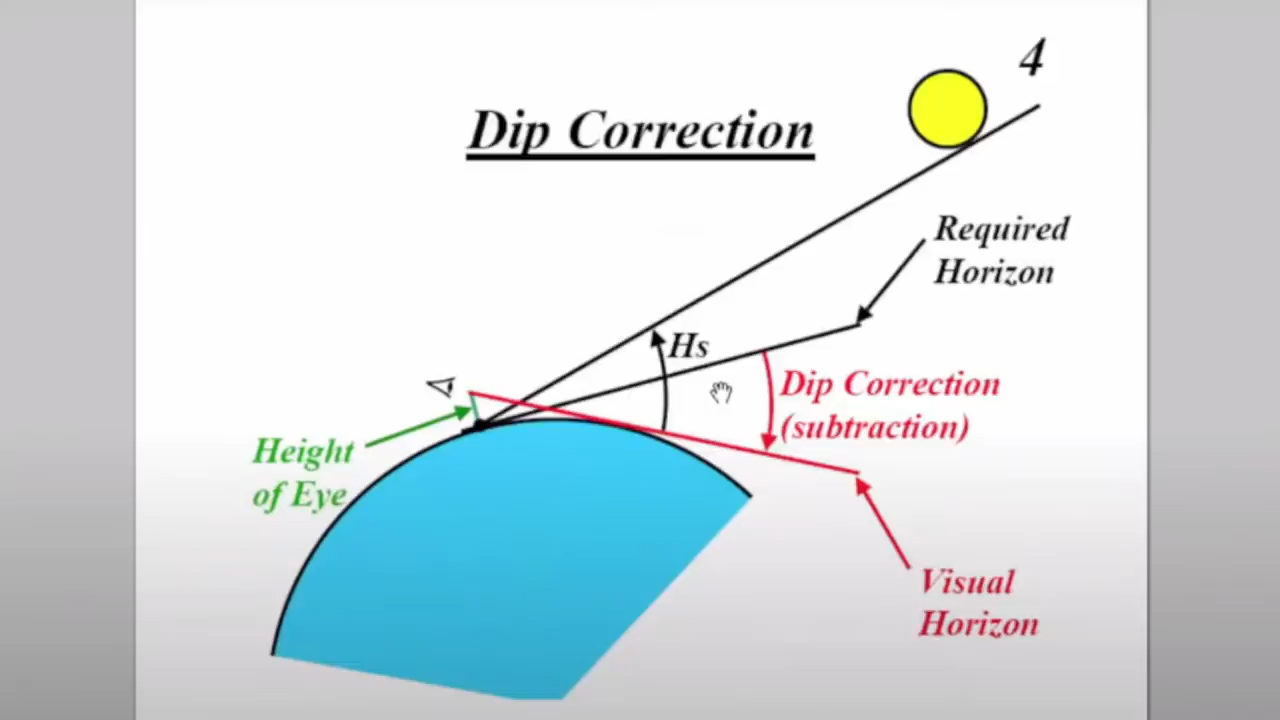 4
Dip Correction
Required
Horizon
Hs
Dip Correction
(subtraction)
Height
of Eye
Visual
Horizon